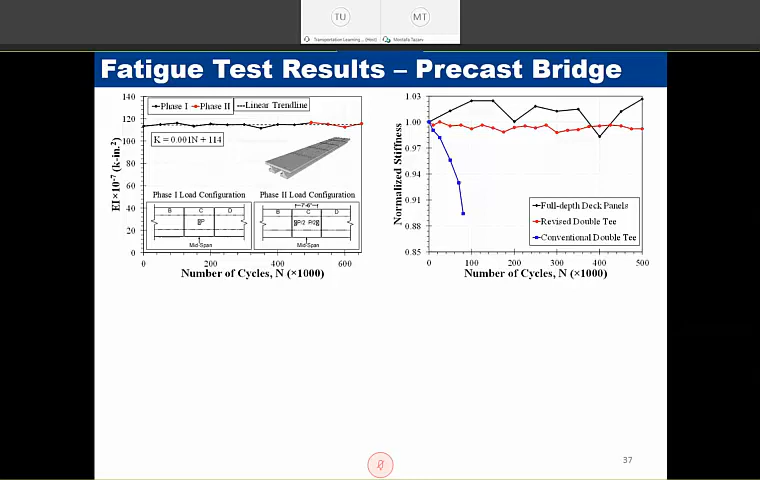 TU
MT
Transportation Learning ... (Host)
Mostafa Tazarv
Fatigue Test Results – Precast Bridge
140
120
100
80
60
40
20
0
EI×10⁻⁷ (k-in.²)
Phase I
Phase II
Linear Trendline
K = 0.001N + 114
Phase I Load Configuration
B C D
P
Mid-Span
Phase II Load Configuration
7'-6"
B C D
P/2 P/2
Mid-Span
0 200 400 600
Number of Cycles, N (×1000)
1.03
1.00
0.97
0.94
0.91
0.88
0.85
Normalized Stiffness
Full-depth Deck Panels
Revised Double Tee
Conventional Double Tee
0 100 200 300 400 500
Number of Cycles, N (×1000)
37